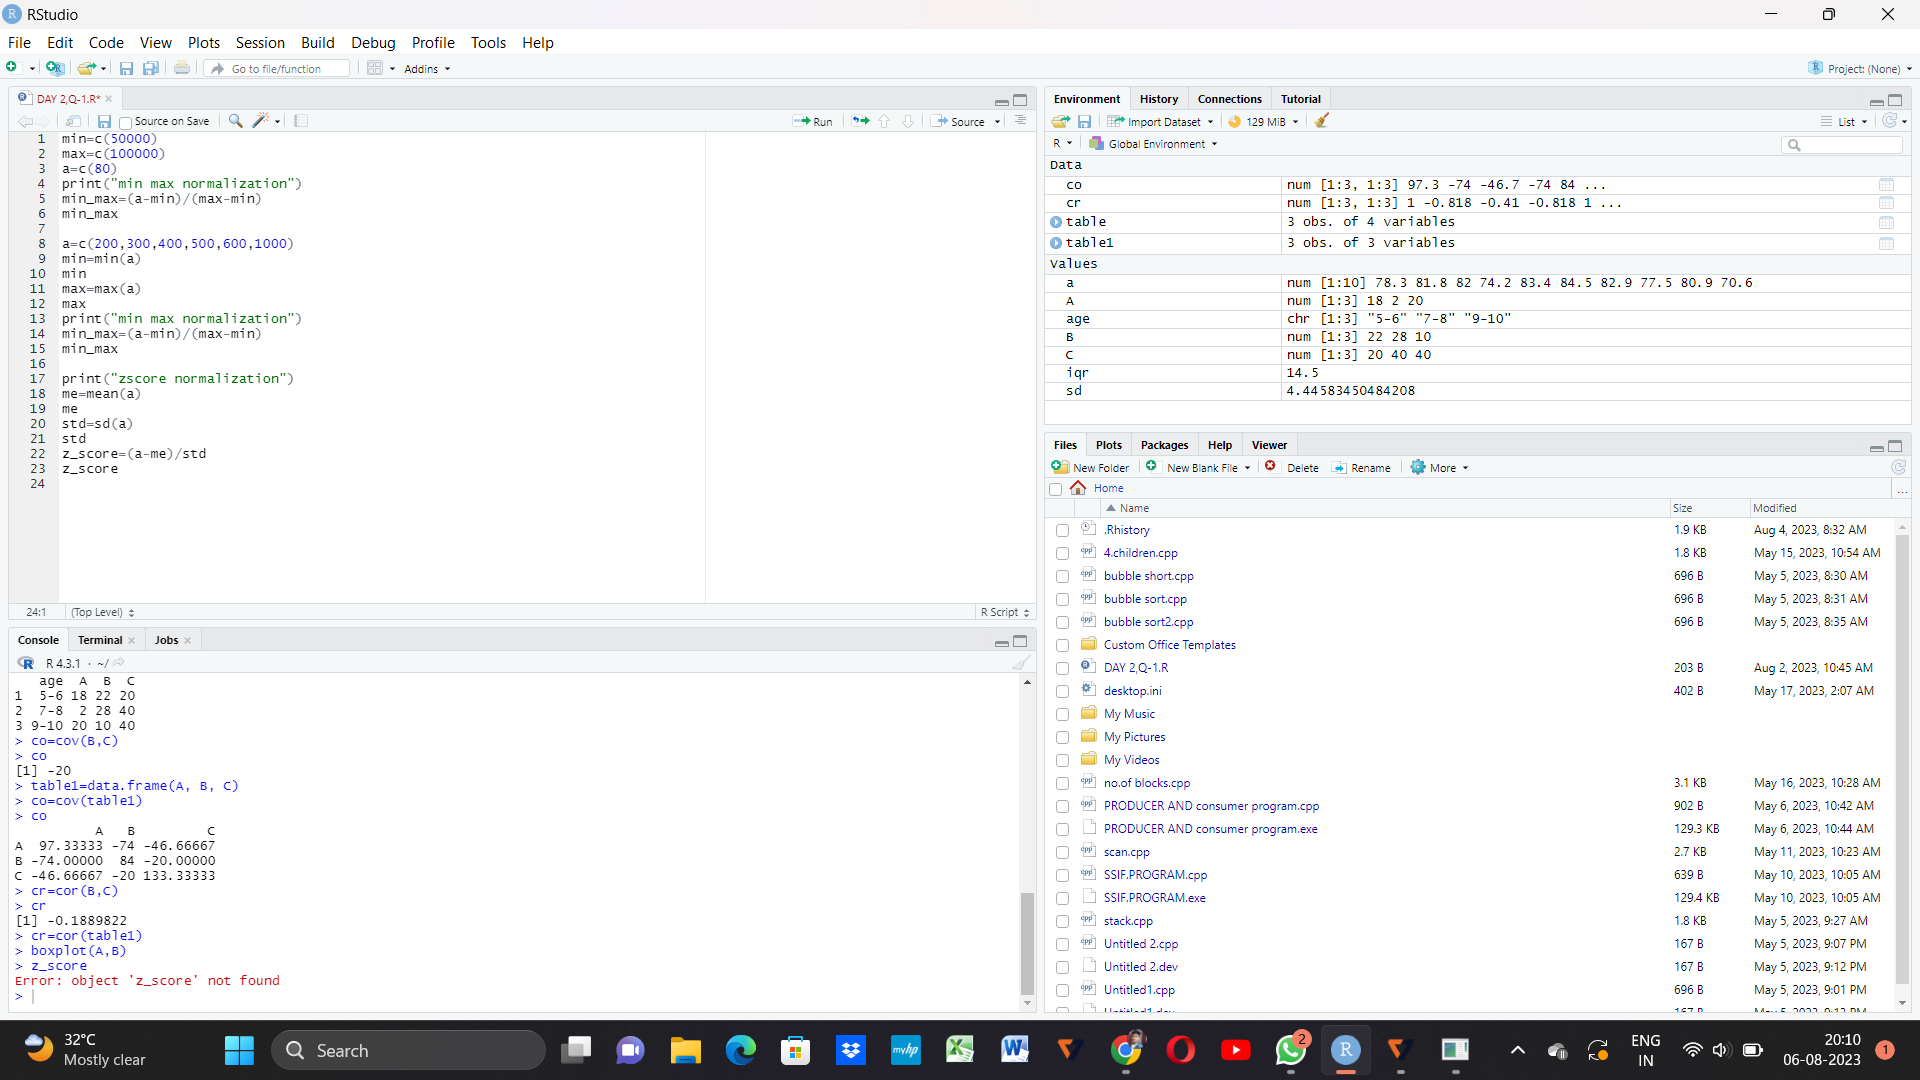 RStudio
File Edit Code View Plots Session Build Debug Profile Tools Help
Go to file/function Addins Project: (None)
DAY 2,Q-1.R*
Source on Save Run Source
1 min=c(50000)
2 max=c(100000)
3 a=c(80)
4 print("min max normalization")
5 min_max=(a-min)/(max-min)
6 min_max
7
8 a=c(200,300,400,500,600,1000)
9 min=min(a)
10 min
11 max=max(a)
12 max
13 print("min max normalization")
14 min_max=(a-min)/(max-min)
15 min_max
16
17 print("zscore normalization")
18 me=mean(a)
19 me
20 std=sd(a)
21 std
22 z_score=(a-me)/std
23 z_score
24
24:1 (Top Level) R Script
Console Terminal Jobs
R 4.3.1 · ~/
age A B C
1 5-6 18 22 20
2 7-8 2 28 40
3 9-10 20 10 40
> co=cov(B,C)
> co
[1] -20
> table1=data.frame(A, B, C)
> co=cov(table1)
> co
A B C
A 97.33333 -74 -46.66667
B -74.00000 84 -20.00000
C -46.66667 -20 133.33333
> cr=cor(B,C)
> cr
[1] -0.1889822
> cr=cor(table1)
> boxplot(A,B)
> z_score
Error: object 'z_score' not found
>
Environment History Connections Tutorial
Import Dataset 129 MiB List
R Global Environment
Data
co num [1:3, 1:3] 97.3 -74 -46.7 -74 84 ...
cr num [1:3, 1:3] 1 -0.818 -0.41 -0.818 1 ...
table 3 obs. of 4 variables
table1 3 obs. of 3 variables
Values
a num [1:10] 78.3 81.8 82 74.2 83.4 84.5 82.9 77.5 80.9 70.6
A num [1:3] 18 2 20
age chr [1:3] "5-6" "7-8" "9-10"
B num [1:3] 22 28 10
C num [1:3] 20 40 40
iqr 14.5
sd 4.44583450484208
Files Plots Packages Help Viewer
New Folder New Blank File Delete Rename More
Home ...
Name Size Modified
.Rhistory 1.9 KB Aug 4, 2023, 8:32 AM
4.children.cpp 1.8 KB May 15, 2023, 10:54 AM
bubble short.cpp 696 B May 5, 2023, 8:30 AM
bubble sort.cpp 696 B May 5, 2023, 8:31 AM
bubble sort2.cpp 696 B May 5, 2023, 8:35 AM
Custom Office Templates
DAY 2,Q-1.R 203 B Aug 2, 2023, 10:45 AM
desktop.ini 402 B May 17, 2023, 2:07 AM
My Music
My Pictures
My Videos
no.of blocks.cpp 3.1 KB May 16, 2023, 10:28 AM
PRODUCER AND consumer program.cpp 902 B May 6, 2023, 10:42 AM
PRODUCER AND consumer program.exe 129.3 KB May 6, 2023, 10:44 AM
scan.cpp 2.7 KB May 11, 2023, 10:23 AM
SSIF.PROGRAM.cpp 639 B May 10, 2023, 10:05 AM
SSIF.PROGRAM.exe 129.4 KB May 10, 2023, 10:05 AM
stack.cpp 1.8 KB May 5, 2023, 9:27 AM
Untitled 2.cpp 167 B May 5, 2023, 9:07 PM
Untitled 2.dev 167 B May 5, 2023, 9:12 PM
Untitled1.cpp 696 B May 5, 2023, 9:01 PM
32°C
Mostly clear
Search
myhp
2
ENG
IN
20:10
06-08-2023
1